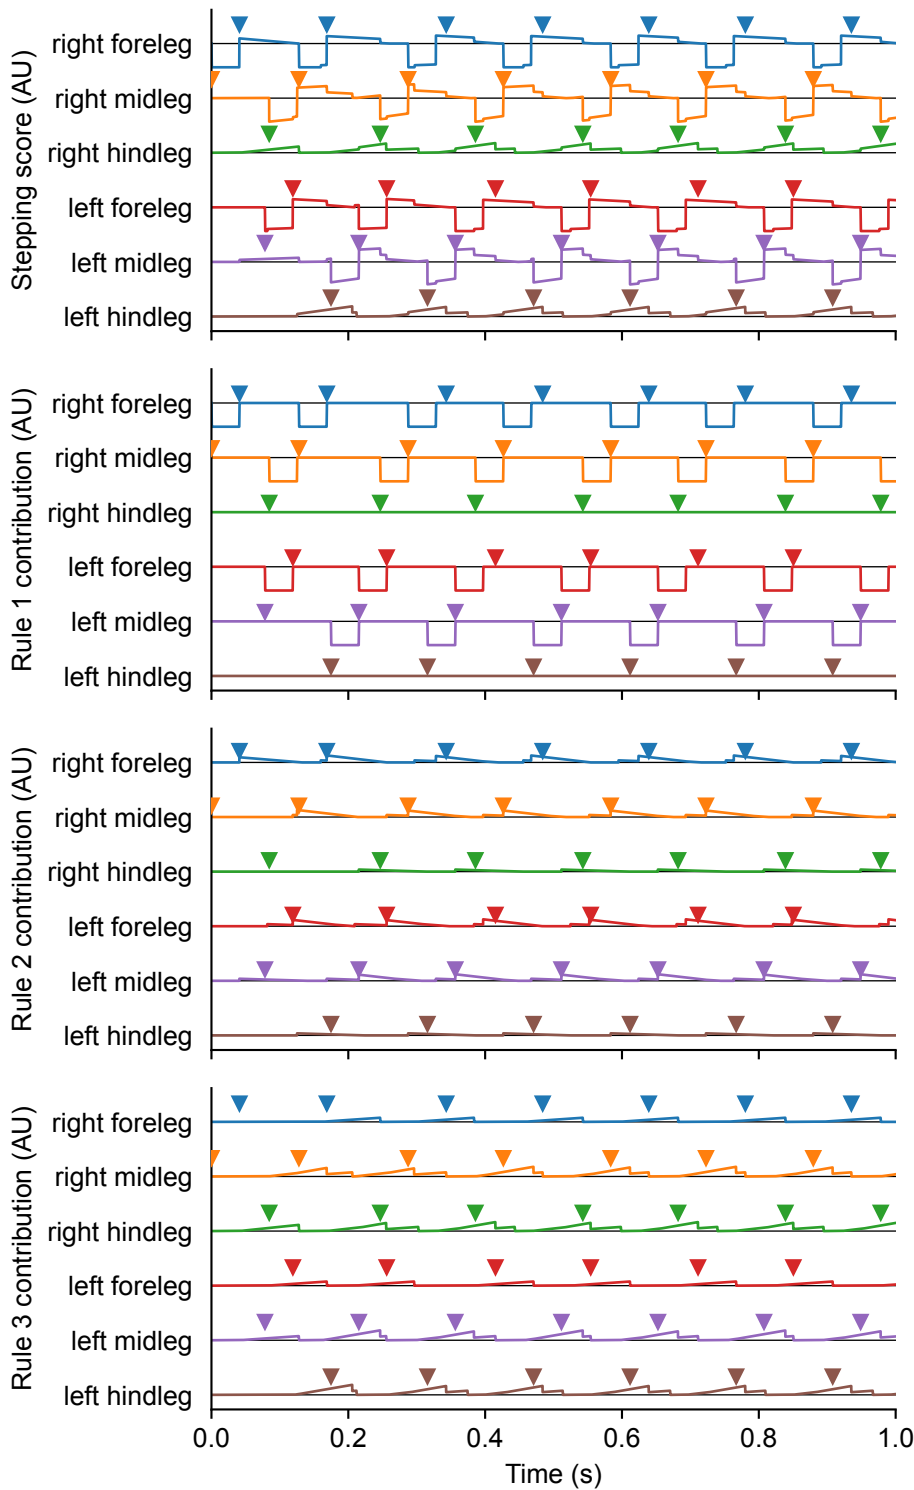 Stepping score (AU)
right foreleg
right midleg
right hindleg
left foreleg
left midleg
left hindleg
Rule 1 contribution (AU)
right foreleg
right midleg
right hindleg
left foreleg
left midleg
left hindleg
Rule 2 contribution (AU)
right foreleg
right midleg
right hindleg
left foreleg
left midleg
left hindleg
Rule 3 contribution (AU)
right foreleg
right midleg
right hindleg
left foreleg
left midleg
left hindleg
0.0 0.2 0.4 0.6 0.8 1.0
Time (s)